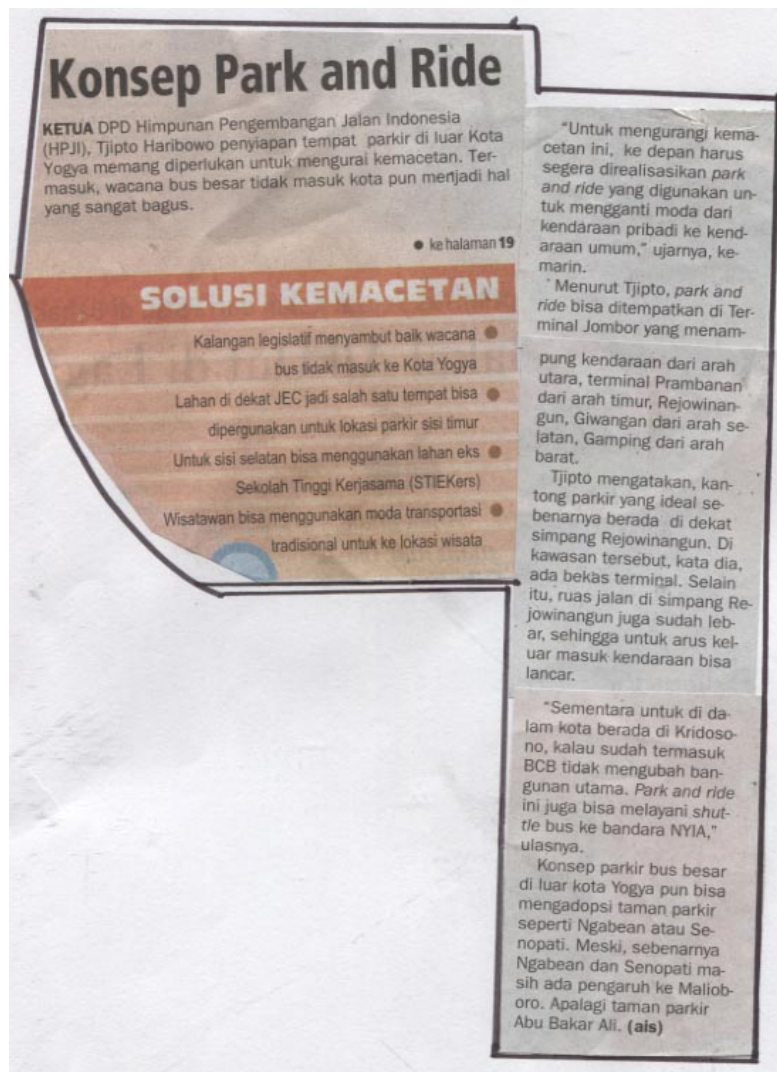 Konsep Park and Ride
KETUA DPD Himpunan Pengembangan Jalan Indonesia
(HPJI), Tjipto Haribowo penyiapan tempat parkir di luar Kota
Yogya memang diperlukan untuk mengurai kemacetan. Ter-
masuk, wacana bus besar tidak masuk kota pun menjadi hal
yang sangat bagus.
● ke halaman 19
SOLUSI KEMACETAN
Kalangan legislatif menyambut baik wacana ●
bus tidak masuk ke Kota Yogya
Lahan di dekat JEC jadi salah satu tempat bisa ●
dipergunakan untuk lokasi parkir sisi timur
Untuk sisi selatan bisa menggunakan lahan eks ●
Sekolah Tinggi Kerjasama (STIEKers)
Wisatawan bisa menggunakan moda transportasi ●
tradisional untuk ke lokasi wisata
"Untuk mengurangi kema-
cetan ini, ke depan harus
segera direalisasikan park
and ride yang digunakan un-
tuk mengganti moda dari
kendaraan pribadi ke kend-
araan umum," ujarnya, ke-
marin.
Menurut Tjipto, park and
ride bisa ditempatkan di Ter-
minal Jombor yang menam-
pung kendaraan dari arah
utara, terminal Prambanan
dari arah timur, Rejowinan-
gun, Giwangan dari arah se-
latan, Gamping dari arah
barat.
Tjipto mengatakan, kan-
tong parkir yang ideal se-
benarnya berada di dekat
simpang Rejowinangun. Di
kawasan tersebut, kata dia,
ada bekas terminal. Selain
itu, ruas jalan di simpang Re-
jowinangun juga sudah leb-
ar, sehingga untuk arus kel-
uar masuk kendaraan bisa
lancar.
"Sementara untuk di da-
lam kota berada di Kridoso-
no, kalau sudah termasuk
BCB tidak mengubah ban-
gunan utama. Park and ride
ini juga bisa melayani shut-
tle bus ke bandara NYIA,"
ulasnya.
Konsep parkir bus besar
di luar kota Yogya pun bisa
mengadopsi taman parkir
seperti Ngabean atau Se-
nopati. Meski, sebenarnya
Ngabean dan Senopati ma-
sih ada pengaruh ke Maliob-
oro. Apalagi taman parkir
Abu Bakar Ali. (ais)